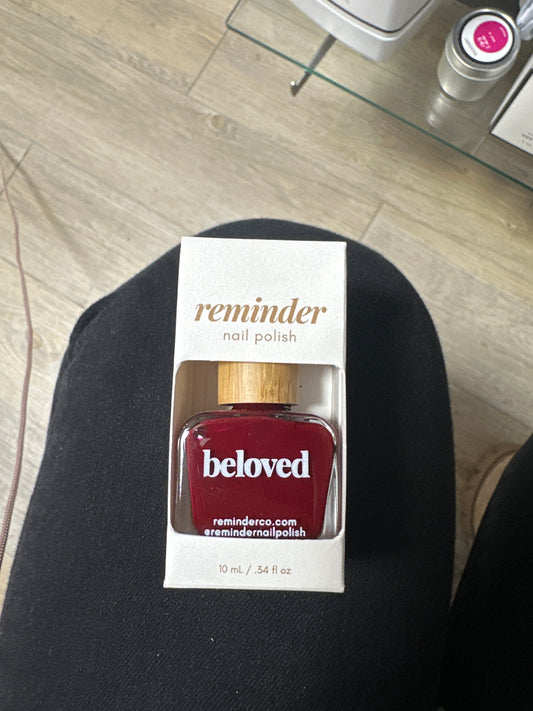 reminder
nail polish
beloved
reminderco.com
@remindernailpolish
10 mL / .34 fl oz